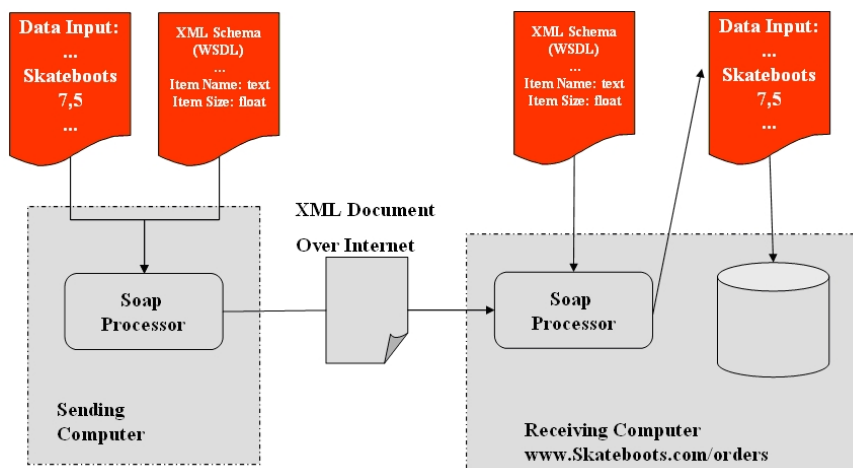 Data Input:
...
Skateboots
7,5
...
XML Schema
(WSDL)
...
Item Name: text
Item Size: float
XML Schema
(WSDL)
...
Item Name: text
Item Size: float
Data Input:
...
Skateboots
7,5
...
XML Document
Over Internet
Soap
Processor
Soap
Processor
Sending
Computer
Receiving Computer
www.Skateboots.com/orders